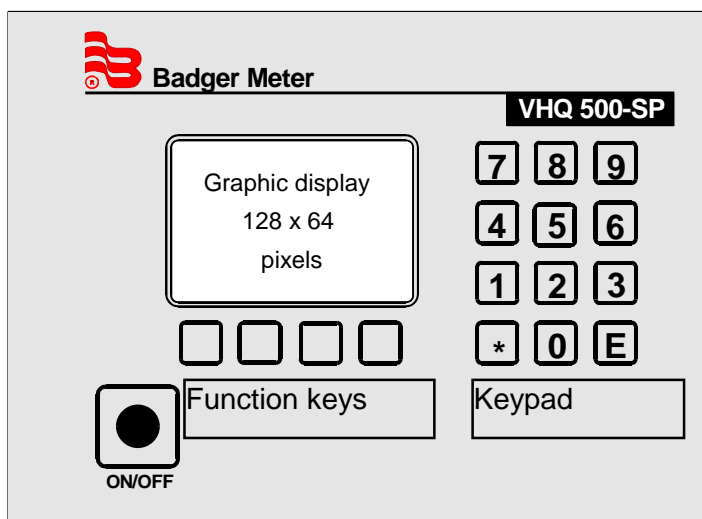 ®
Badger Meter
VHQ 500-SP
Graphic display
128 x 64
pixels
7 8 9
4 5 6
1 2 3
* 0 E
Function keys
Keypad
ON/OFF